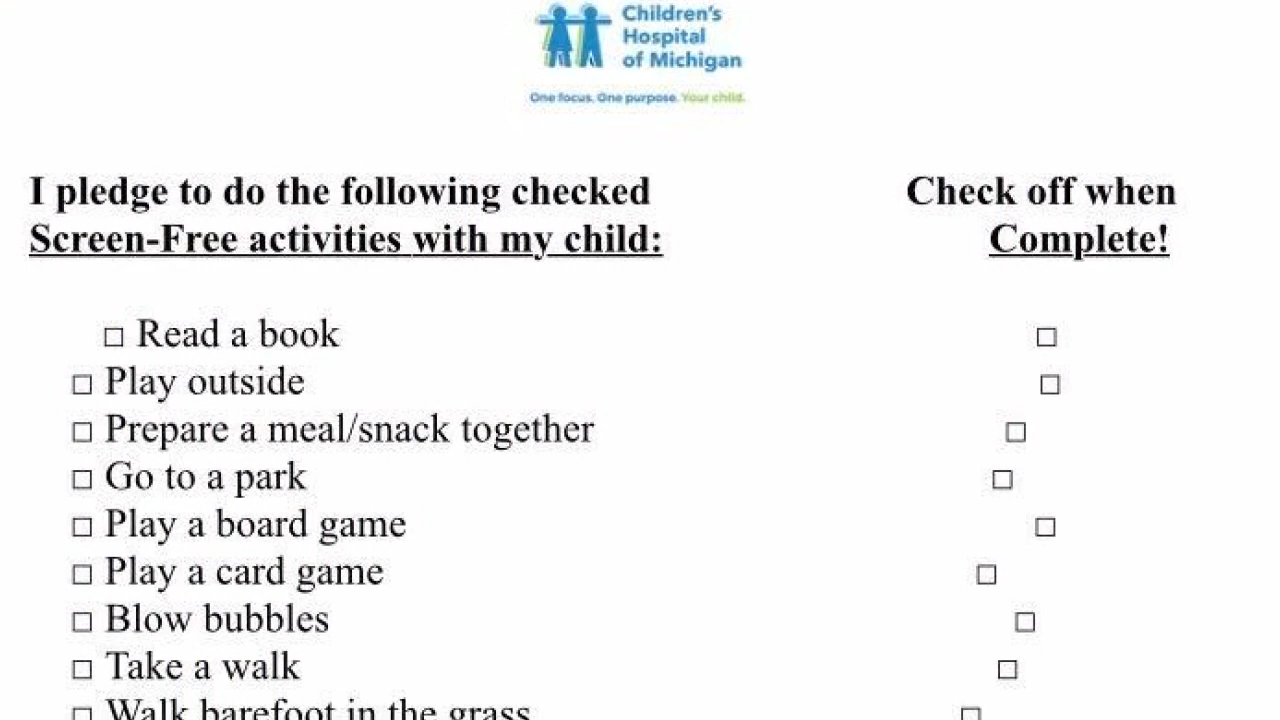 Children's
Hospital
of Michigan
One focus. One purpose. Your child.
I pledge to do the following checked Check off when
Screen-Free activities with my child: Complete!
□ Read a book □
□ Play outside □
□ Prepare a meal/snack together □
□ Go to a park □
□ Play a board game □
□ Play a card game □
□ Blow bubbles □
□ Take a walk □
□ Walk barefoot in the grass □